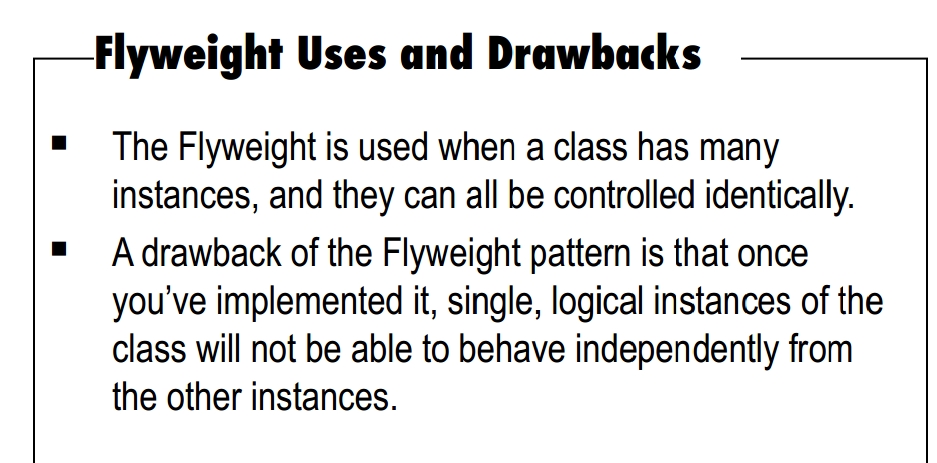 Flyweight Uses and Drawbacks
■ The Flyweight is used when a class has many
instances, and they can all be controlled identically.
■ A drawback of the Flyweight pattern is that once
you’ve implemented it, single, logical instances of the
class will not be able to behave independently from
the other instances.